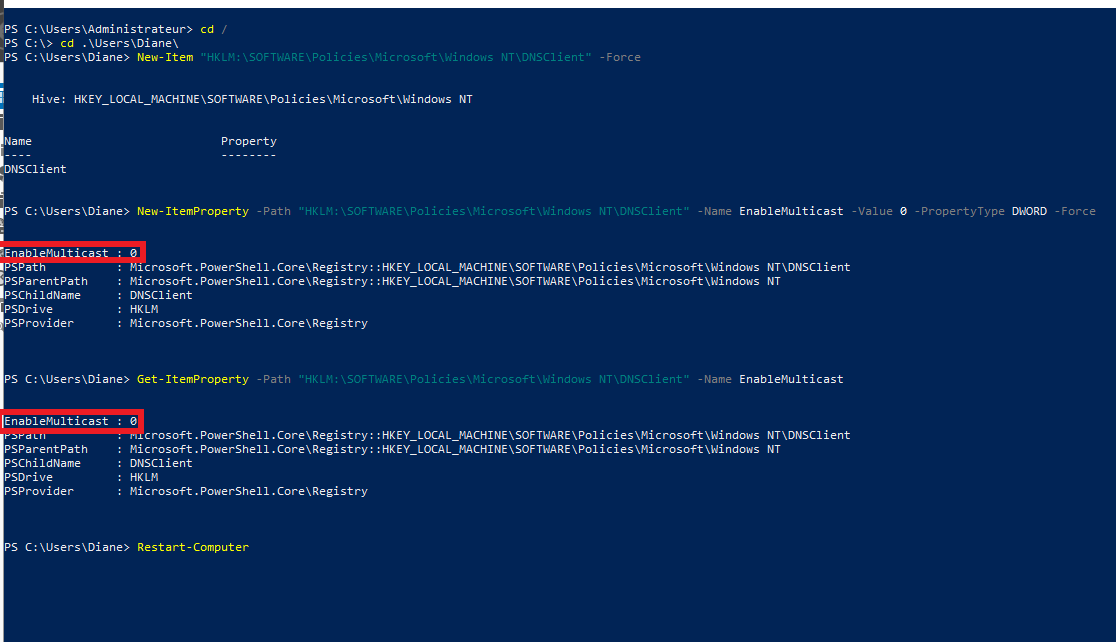 PS C:\Users\Administrateur> cd /
PS C:\> cd .\Users\Diane\
PS C:\Users\Diane> New-Item "HKLM:\SOFTWARE\Policies\Microsoft\Windows NT\DNSClient" -Force
Hive: HKEY_LOCAL_MACHINE\SOFTWARE\Policies\Microsoft\Windows NT
Name                           Property
----                           --------
DNSClient
PS C:\Users\Diane> New-ItemProperty -Path "HKLM:\SOFTWARE\Policies\Microsoft\Windows NT\DNSClient" -Name EnableMulticast -Value 0 -PropertyType DWORD -Force
EnableMulticast : 0
PSPath          : Microsoft.PowerShell.Core\Registry::HKEY_LOCAL_MACHINE\SOFTWARE\Policies\Microsoft\Windows NT\DNSClient
PSParentPath    : Microsoft.PowerShell.Core\Registry::HKEY_LOCAL_MACHINE\SOFTWARE\Policies\Microsoft\Windows NT
PSChildName     : DNSClient
PSDrive         : HKLM
PSProvider      : Microsoft.PowerShell.Core\Registry
PS C:\Users\Diane> Get-ItemProperty -Path "HKLM:\SOFTWARE\Policies\Microsoft\Windows NT\DNSClient" -Name EnableMulticast
EnableMulticast : 0
PSPath          : Microsoft.PowerShell.Core\Registry::HKEY_LOCAL_MACHINE\SOFTWARE\Policies\Microsoft\Windows NT\DNSClient
PSParentPath    : Microsoft.PowerShell.Core\Registry::HKEY_LOCAL_MACHINE\SOFTWARE\Policies\Microsoft\Windows NT
PSChildName     : DNSClient
PSDrive         : HKLM
PSProvider      : Microsoft.PowerShell.Core\Registry
PS C:\Users\Diane> Restart-Computer